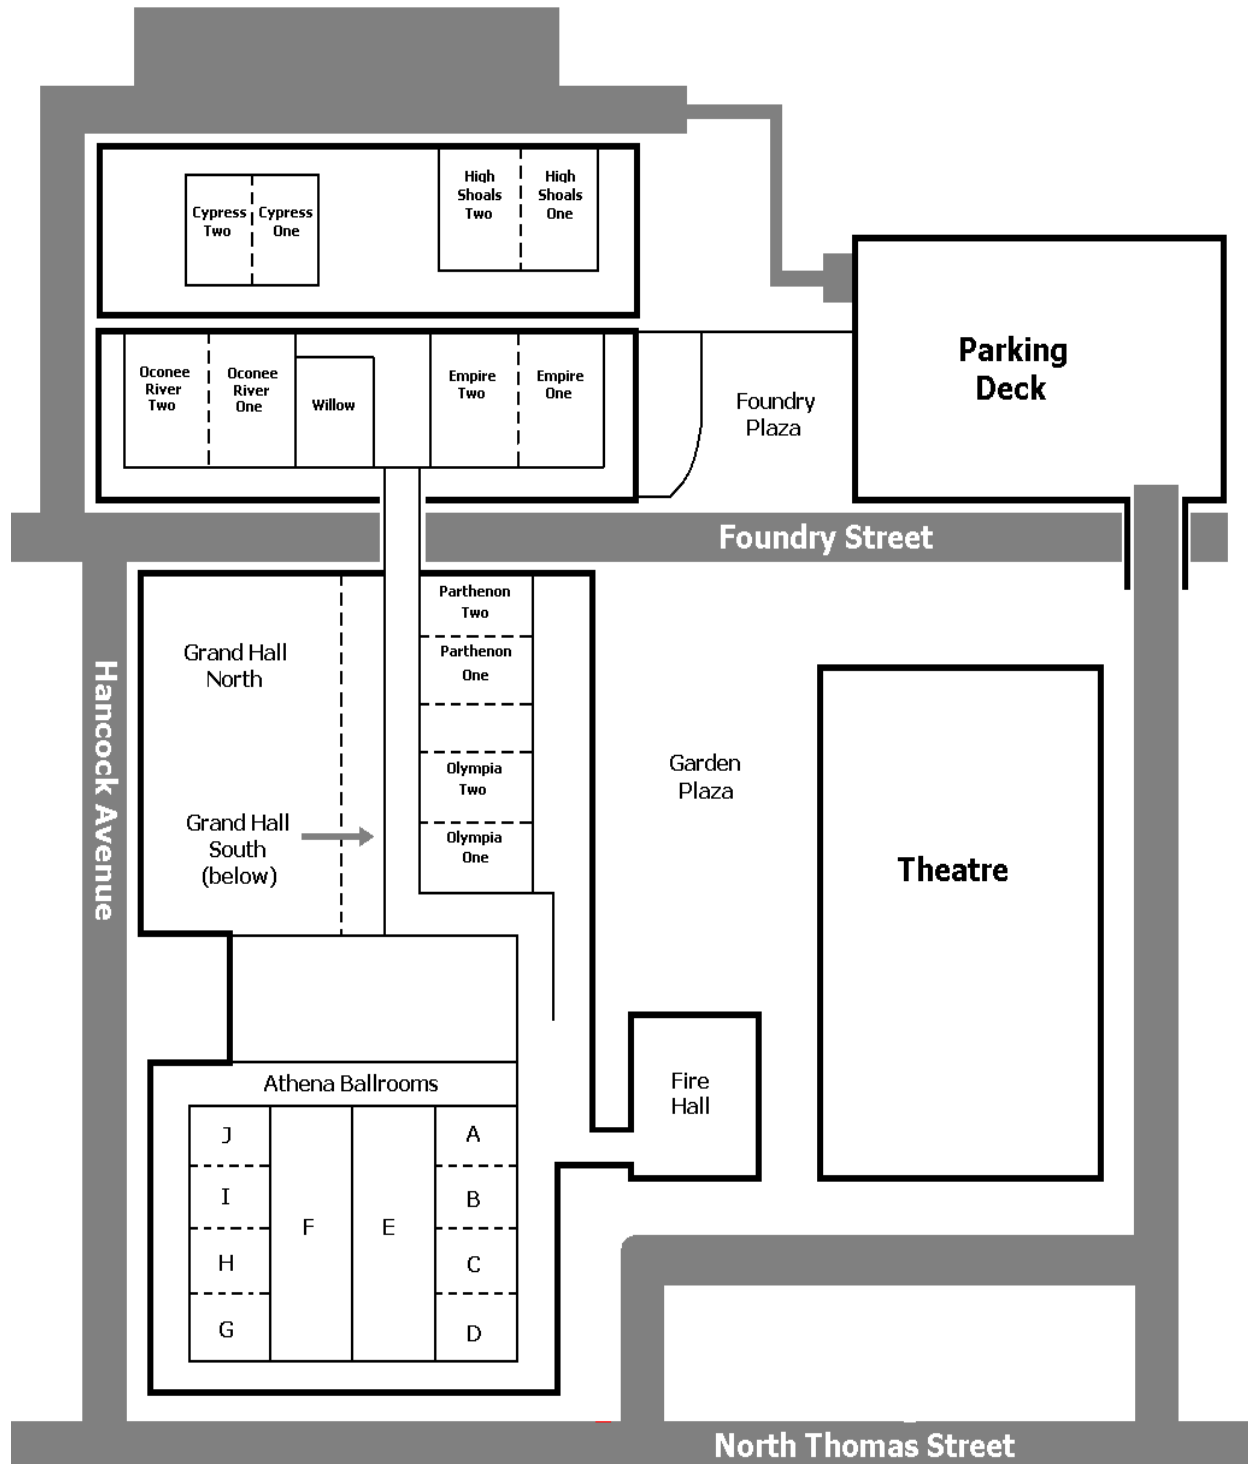 High
Shoals
Two
High
Shoals
One
Cypress
Two
Cypress
One
Parking
Deck
Oconee
River
Two
Oconee
River
One
Willow
Empire
Two
Empire
One
Foundry
Plaza
Foundry Street
Parthenon
Two
Parthenon
One
Grand Hall
North
Hancock Avenue
Garden
Plaza
Olympia
Two
Grand Hall
South
(below)
Olympia
One
Theatre
Fire
Hall
Athena Ballrooms
J
A
I
B
F
E
H
C
G
D
North Thomas Street